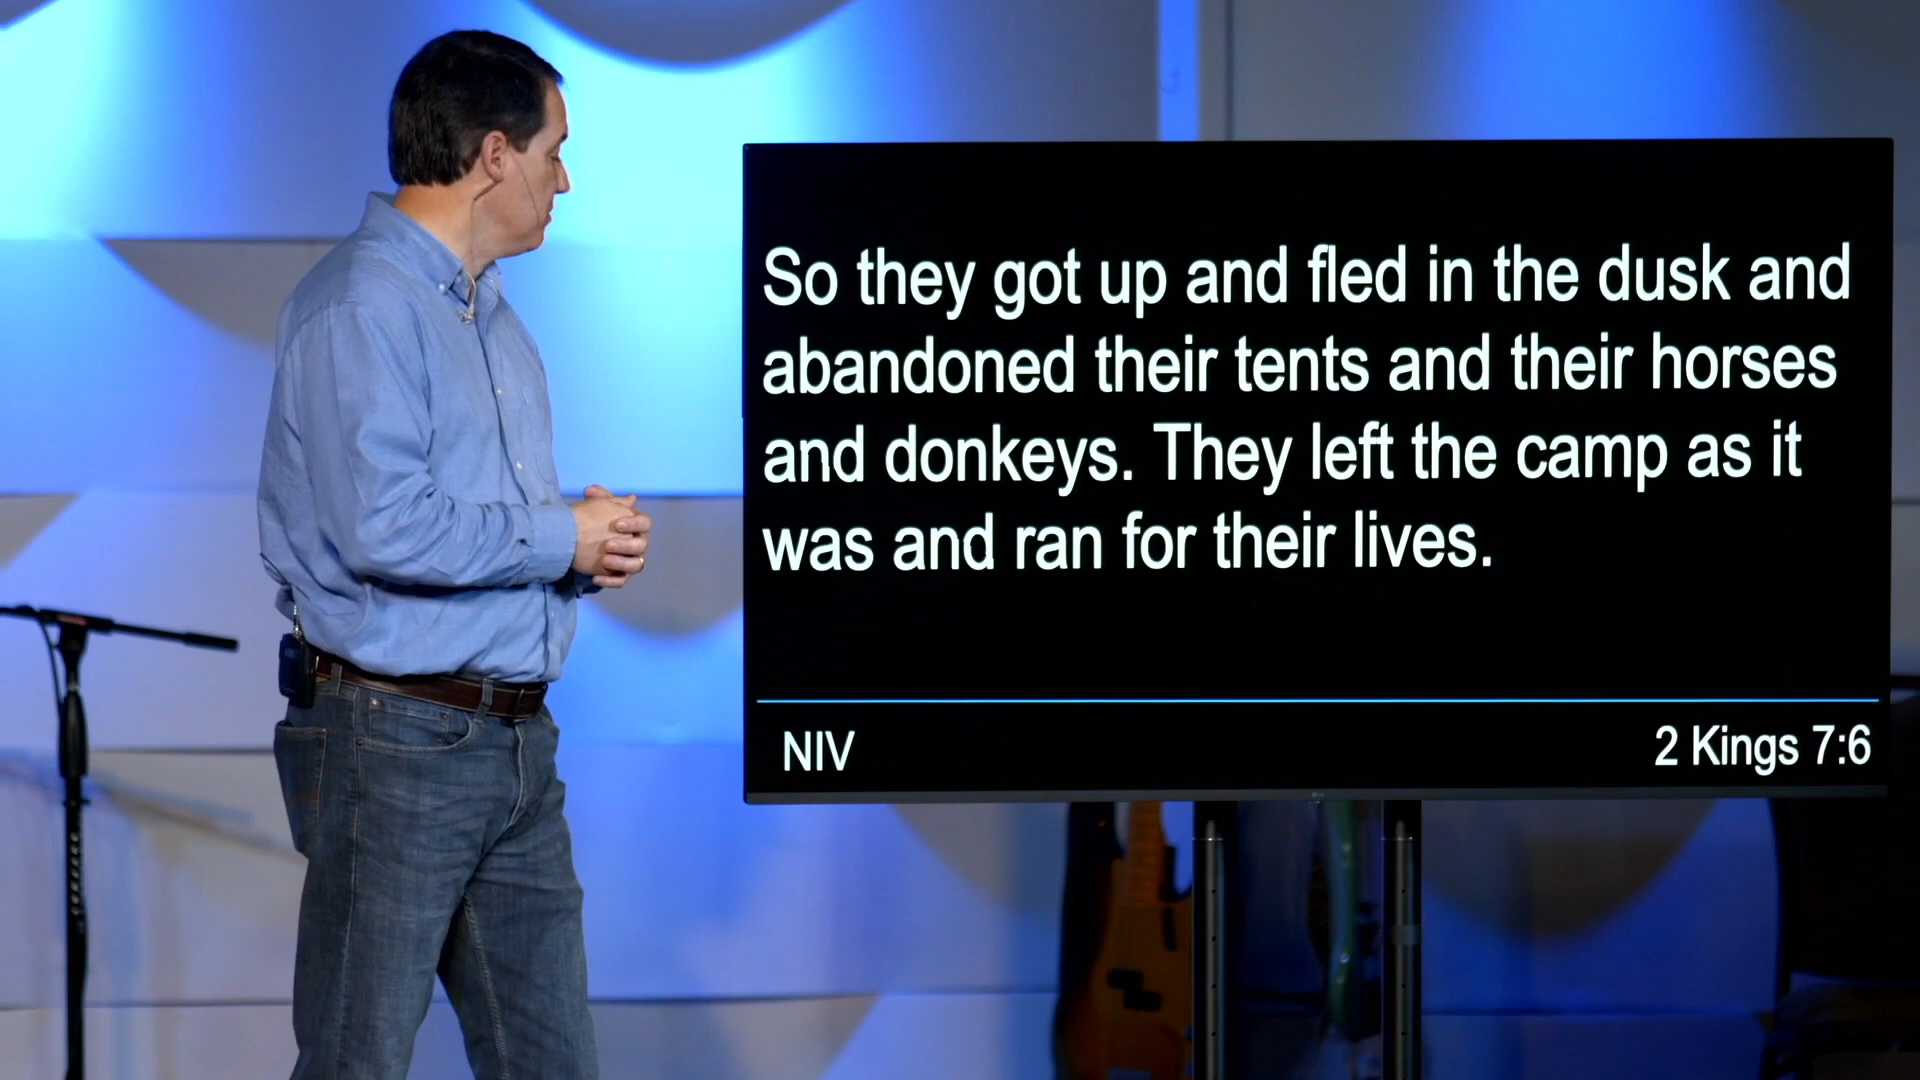 So they got up and fled in the dusk and
abandoned their tents and their horses
and donkeys. They left the camp as it
was and ran for their lives.
NIV
2 Kings 7:6